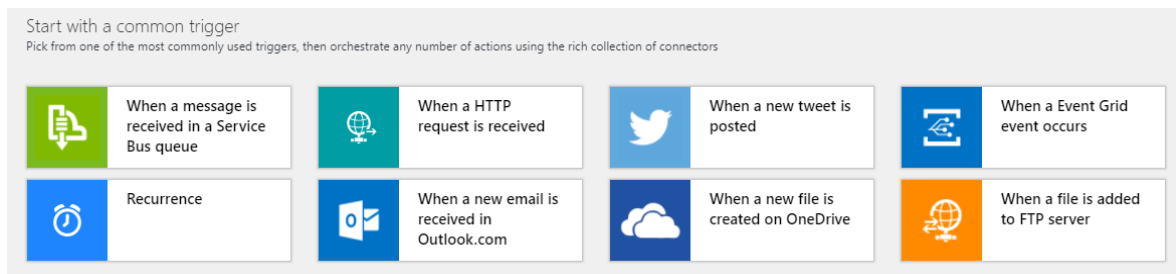 Start with a common trigger
Pick from one of the most commonly used triggers, then orchestrate any number of actions using the rich collection of connectors
When a message is
received in a Service
Bus queue
When a HTTP
request is received
When a new tweet is
posted
When a Event Grid
event occurs
Recurrence
When a new email is
received in
Outlook.com
When a new file is
created on OneDrive
When a file is added
to FTP server